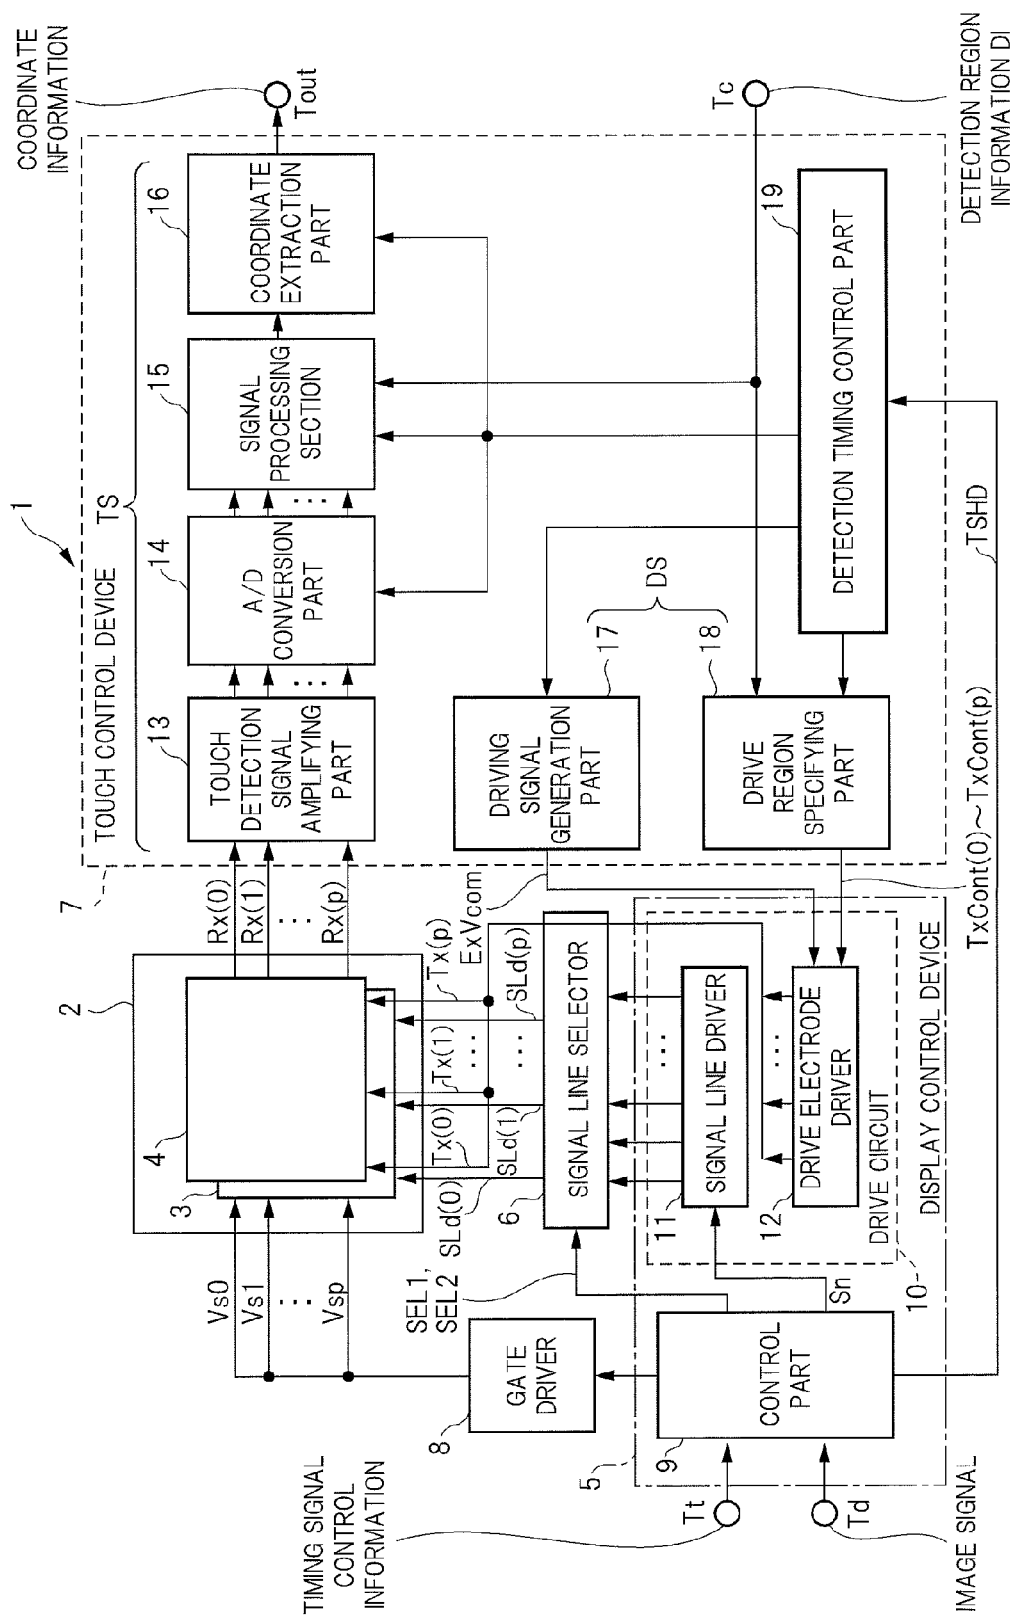 1
COORDINATE
INFORMATION
TOUCH CONTROL DEVICE
TS
7
13
14
15
16
TOUCH
DETECTION
SIGNAL
AMPLIFYING
PART
A/D
CONVERSION
PART
SIGNAL
PROCESSING
SECTION
COORDINATE
EXTRACTION
PART
Tout
2
4
3
Vs0
Vs1
...
Vsp
Rx(0)
Rx(1)
...
Rx(p)
...
...
Tx(0)
Tx(1)
...
Tx(p)
SLd(0)
SLd(1)
...
SLd(p)
ExVcom
SEL1,
SEL2
8
GATE
DRIVER
6
SIGNAL LINE SELECTOR
DRIVING
SIGNAL
GENERATION
PART
17
DS
18
DRIVE
REGION
SPECIFYING
PART
19
DETECTION TIMING CONTROL PART
Tc
DETECTION REGION
INFORMATION DI
TIMING SIGNAL
CONTROL
INFORMATION
5
9
CONTROL
PART
Tt
Td
IMAGE SIGNAL
Sn
10
11
SIGNAL LINE DRIVER
...
12
DRIVE ELECTRODE
DRIVER
...
DRIVE CIRCUIT
DISPLAY CONTROL DEVICE
TxCont(0)~TxCont(p)
TSHD